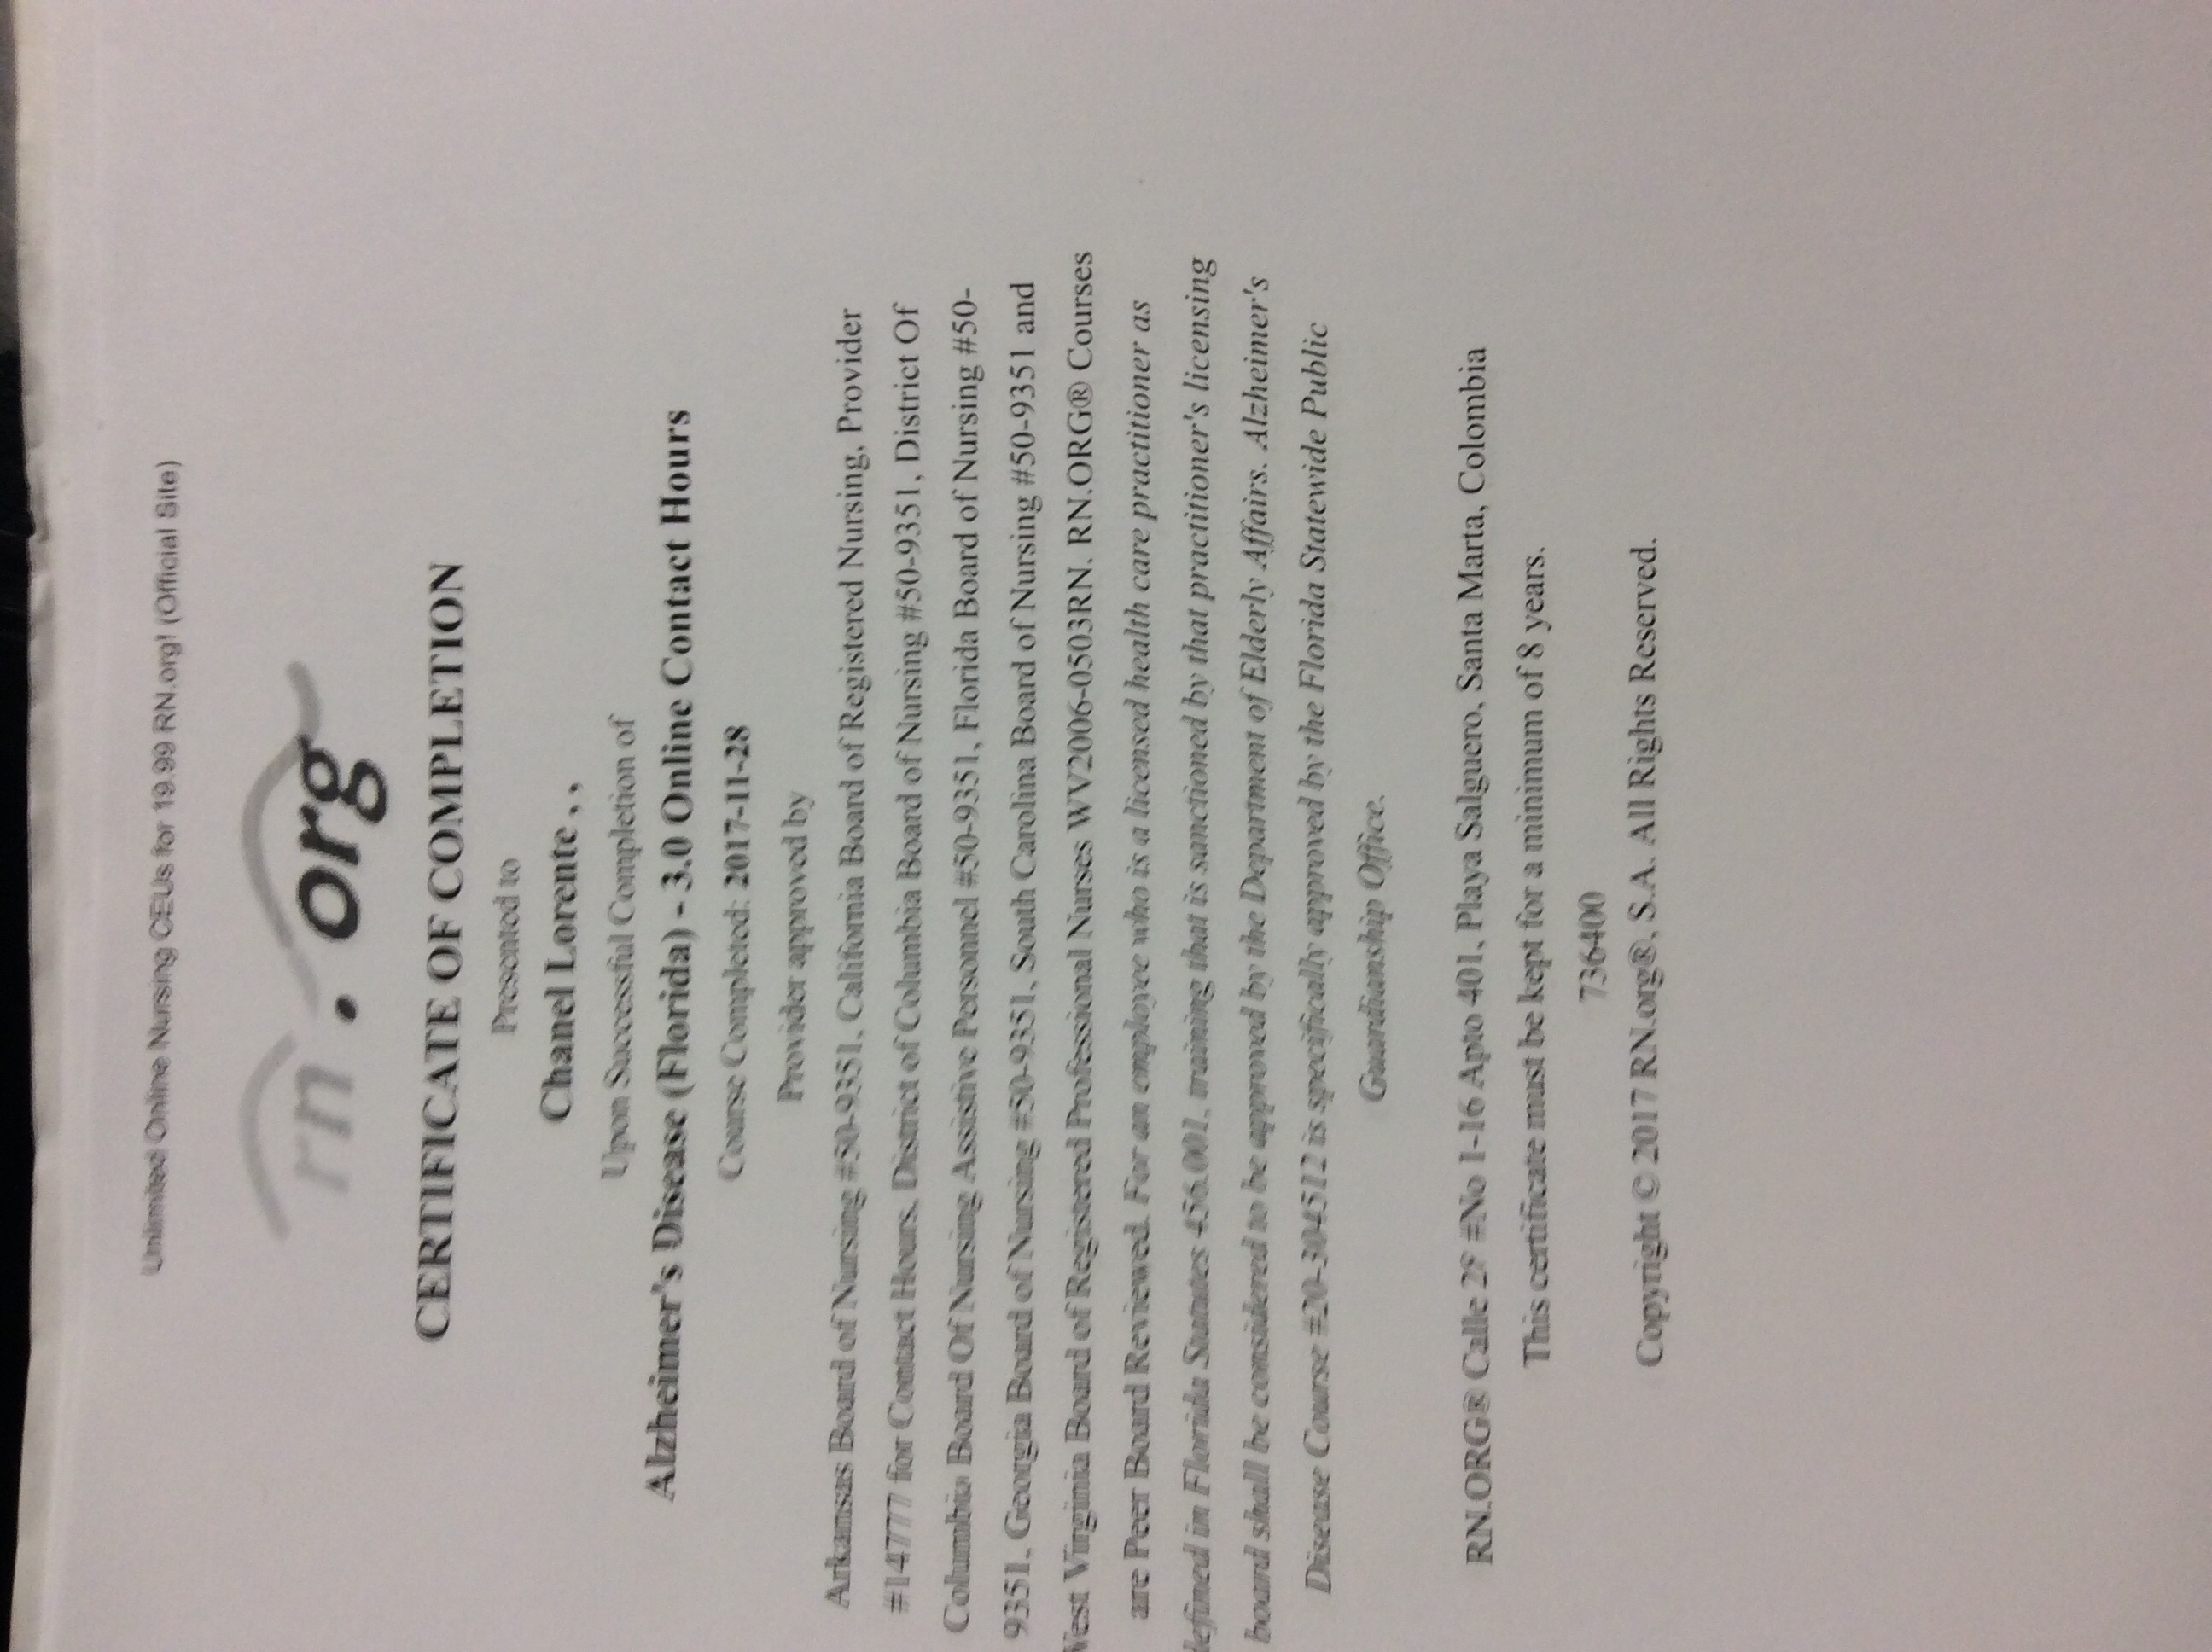 Unlimited Online Nursing CEUs for 19.99 RN.org! (Official Site)
rn.org
CERTIFICATE OF COMPLETION
Presented to
Chanel Lorente , ,
Upon Successful Completion of
Alzheimer's Disease (Florida) - 3.0 Online Contact Hours
Course Completed: 2017-11-28
Provider approved by
Arkansas Board of Nursing #50-9351, California Board of Registered Nursing, Provider
#14777 for Contact Hours, District of Columbia Board of Nursing #50-9351, District Of
Columbia Board Of Nursing Assistive Personnel #50-9351, Florida Board of Nursing #50-
9351, Georgia Board of Nursing #50-9351, South Carolina Board of Nursing #50-9351 and
West Virginia Board of Registered Professional Nurses WV2006-0503RN. RN.ORG® Courses
are Peer Board Reviewed. For an employee who is a licensed health care practitioner as
defined in Florida Statutes 456.001, training that is sanctioned by that practitioner's licensing
board shall be considered to be approved by the Department of Elderly Affairs. Alzheimer's
Disease Course #20-304512 is specifically approved by the Florida Statewide Public
Guardianship Office.
RN.ORG® Calle #No 1-16 Apto 401, Playa Salguero, Santa Marta, Colombia
This certificate must be kept for a minimum of 8 years.
736400
Copyright © 2017 RN.org®, S.A. All Rights Reserved.